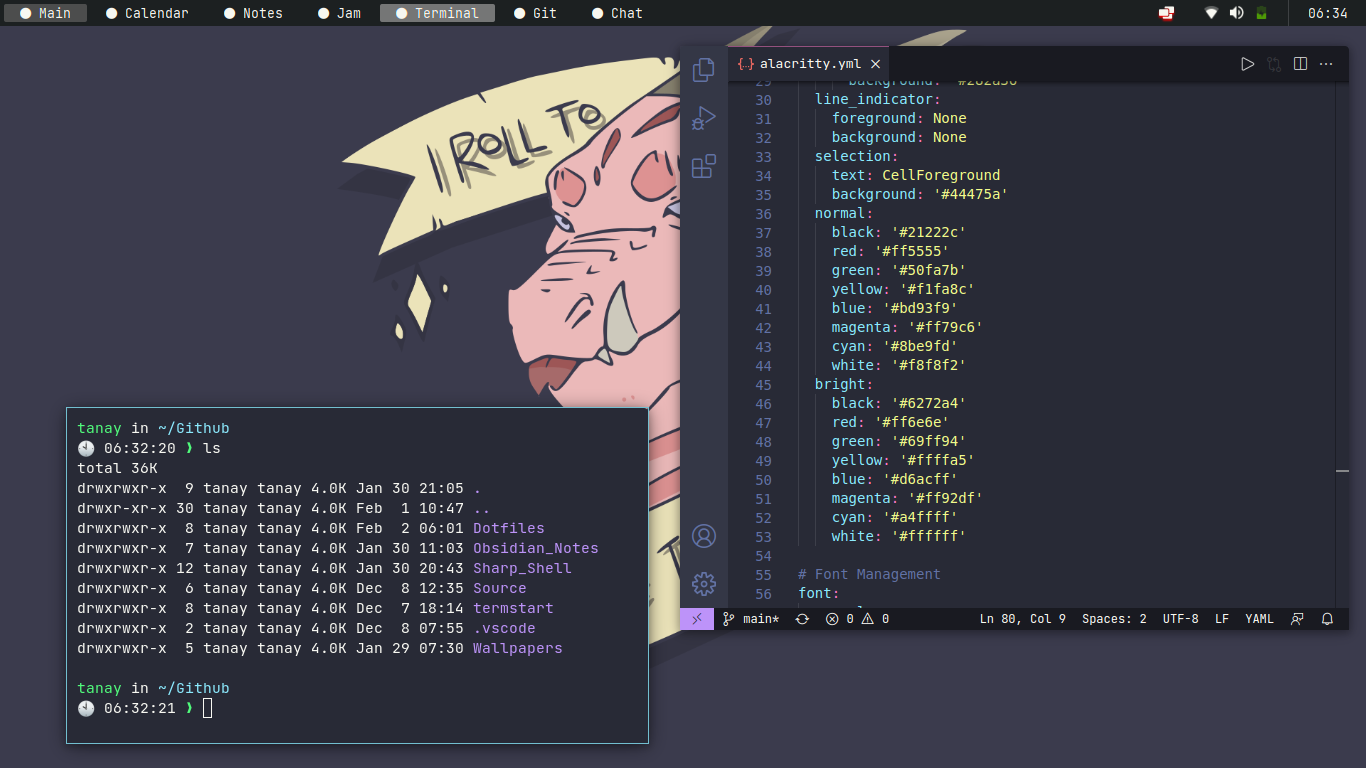 Main Calendar Notes Jam Terminal Git Chat 06:34
I ROLL TO
alacritty.yml
29 background: '#282a36'
30 line_indicator:
31 foreground: None
32 background: None
33 selection:
34 text: CellForeground
35 background: '#44475a'
36 normal:
37 black: '#21222c'
38 red: '#ff5555'
39 green: '#50fa7b'
40 yellow: '#f1fa8c'
41 blue: '#bd93f9'
42 magenta: '#ff79c6'
43 cyan: '#8be9fd'
44 white: '#f8f8f2'
45 bright:
46 black: '#6272a4'
47 red: '#ff6e6e'
48 green: '#69ff94'
49 yellow: '#ffffa5'
50 blue: '#d6acff'
51 magenta: '#ff92df'
52 cyan: '#a4ffff'
53 white: '#ffffff'
54
55 # Font Management
56 font:
main* 0 0 Ln 80, Col 9 Spaces: 2 UTF-8 LF YAML
tanay in ~/Github
06:32:20 ❯ ls
total 36K
drwxrwxr-x 9 tanay tanay 4.0K Jan 30 21:05 .
drwxr-xr-x 30 tanay tanay 4.0K Feb 1 10:47 ..
drwxrwxr-x 8 tanay tanay 4.0K Feb 2 06:01 Dotfiles
drwxrwxr-x 7 tanay tanay 4.0K Jan 30 11:03 Obsidian_Notes
drwxrwxr-x 12 tanay tanay 4.0K Jan 30 20:43 Sharp_Shell
drwxrwxr-x 6 tanay tanay 4.0K Dec 8 12:35 Source
drwxrwxr-x 8 tanay tanay 4.0K Dec 7 18:14 termstart
drwxrwxr-x 2 tanay tanay 4.0K Dec 8 07:55 .vscode
drwxrwxr-x 5 tanay tanay 4.0K Jan 29 07:30 Wallpapers
tanay in ~/Github
06:32:21 ❯